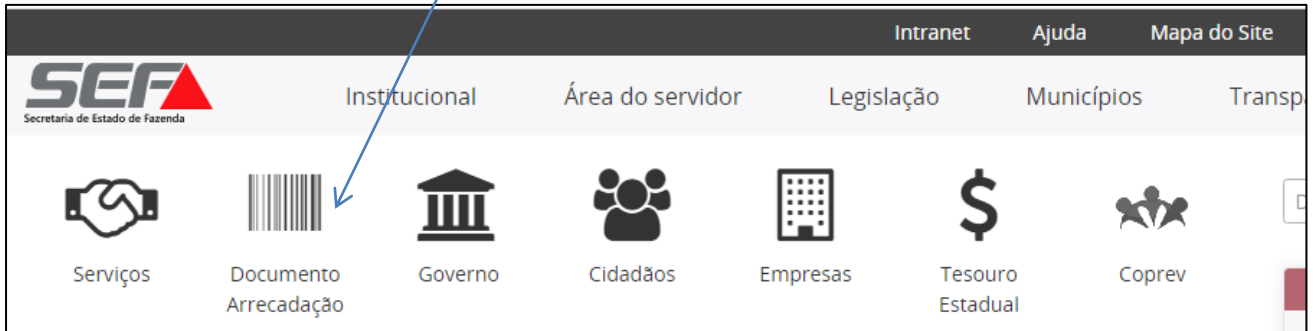 Intranet Ajuda Mapa do Site
SEF
Secretaria de Estado de Fazenda
Institucional Área do servidor Legislação Municípios
Serviços Documento Arrecadação Governo Cidadãos Empresas Tesouro Estadual Coprev